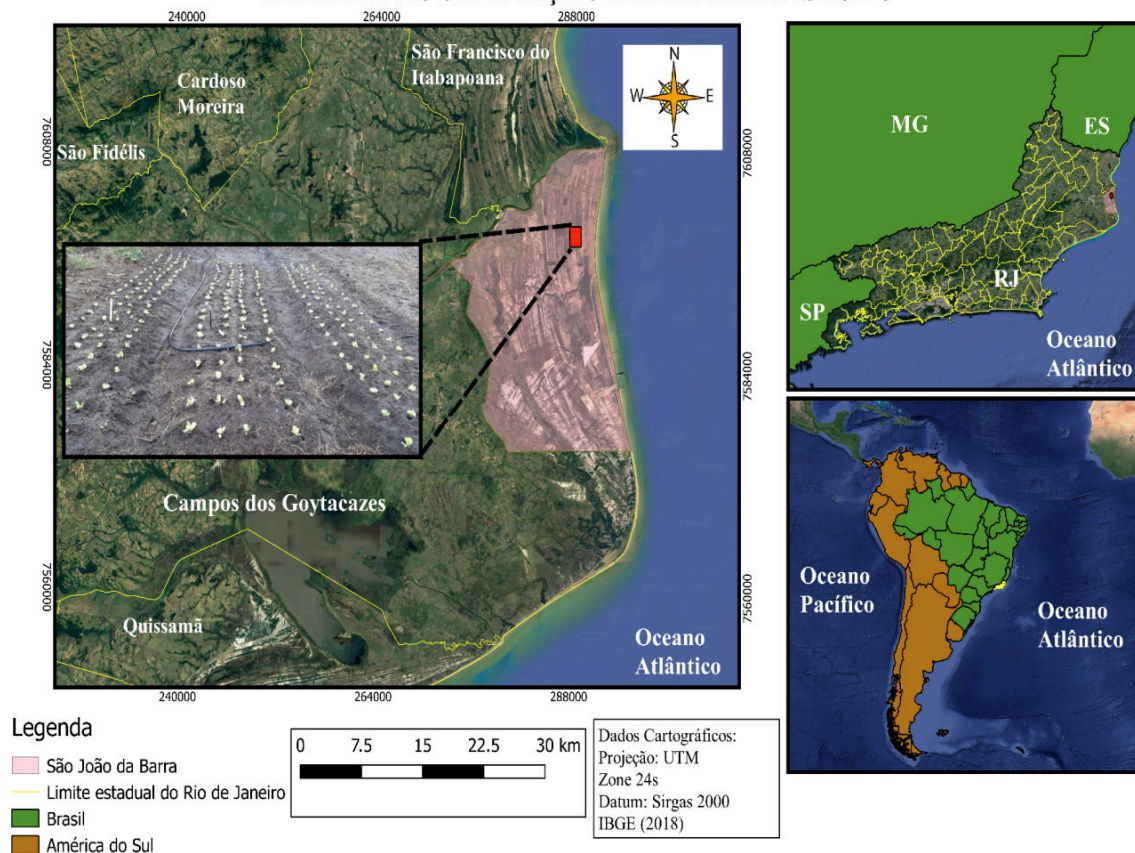 240000
264000
288000
São Francisco do
Itabapoana
Cardoso
Moreira
São Fidélis
N
W
E
S
7608000
7608000
7584000
7584000
Campos dos Goytacazes
7560000
7560000
Quissamã
Oceano
Atlântico
240000
264000
288000
MG
ES
RJ
SP
Oceano
Atlântico
Oceano
Pacífico
Oceano
Atlântico
Legenda
São João da Barra
Limite estadual do Rio de Janeiro
Brasil
América do Sul
0 7.5 15 22.5 30 km
Dados Cartográficos:
Projeção: UTM
Zone 24s
Datum: Sirgas 2000
IBGE (2018)